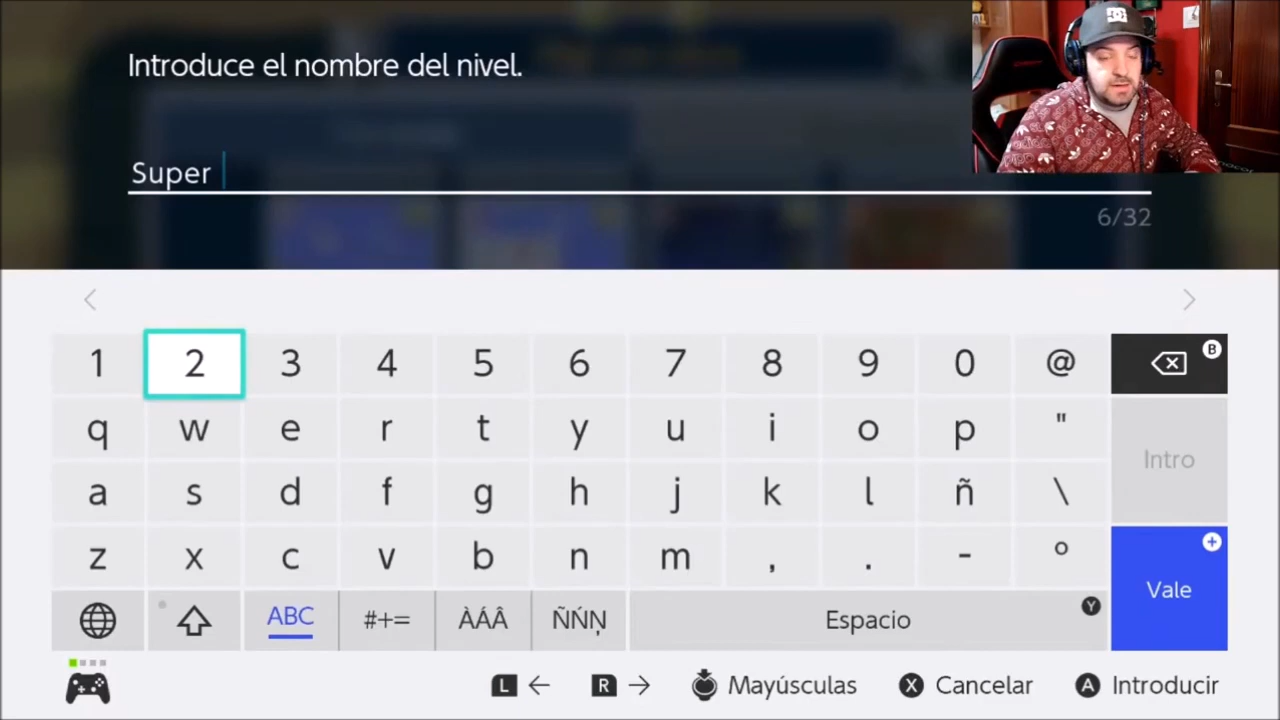 Introduce el nombre del nivel.
Super
6/32
1 2 3 4 5 6 7 8 9 0 @ B
q w e r t y u i o p " Intro
a s d f g h j k l ñ \
z x c v b n m , . - º + Vale
ABC #+= ÀÁÂ ÑŃŅ Espacio Y
L ← R → Mayúsculas X Cancelar A Introducir